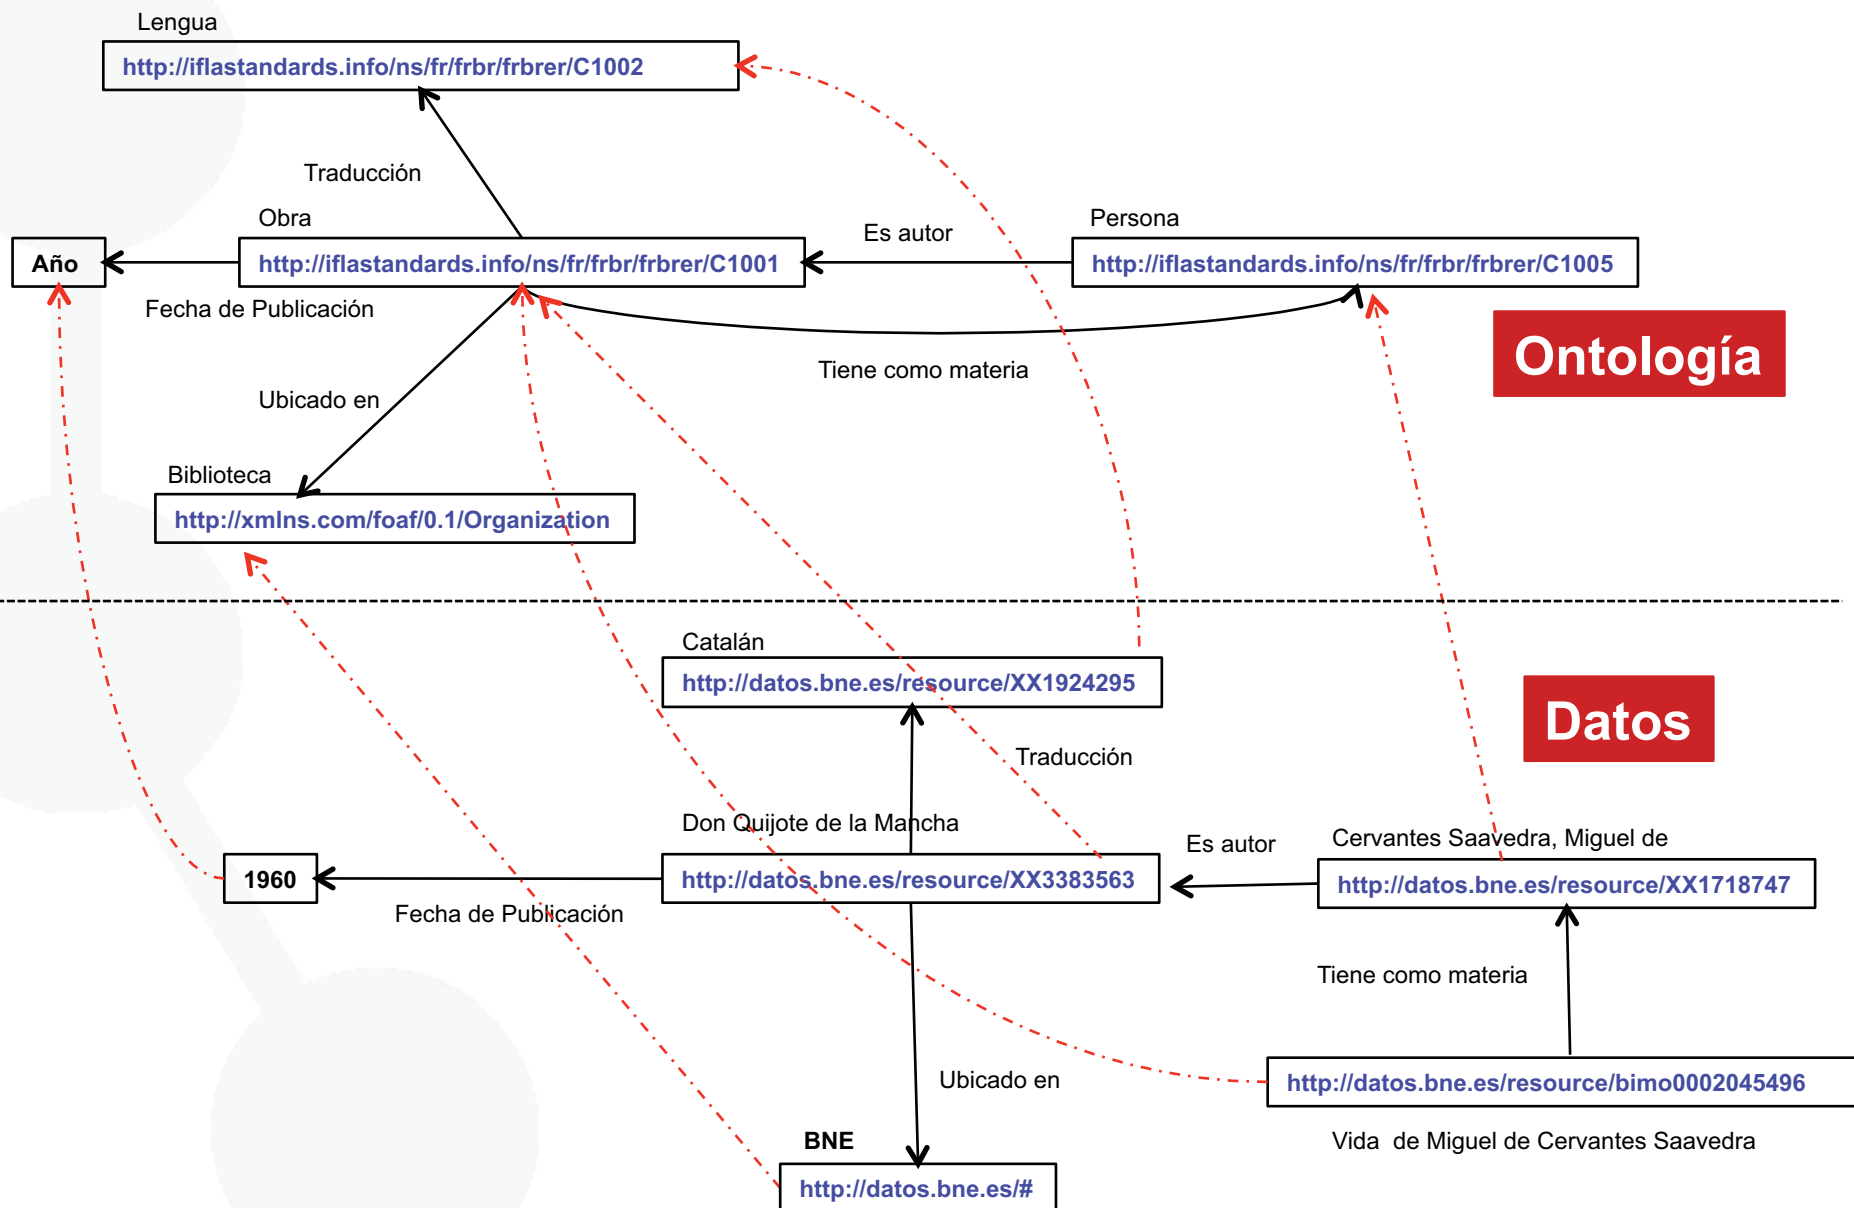 Lengua
http://iflastandards.info/ns/fr/frbr/frbrer/C1002
Traducción
Obra
Es autor
Persona
Año
http://iflastandards.info/ns/fr/frbr/frbrer/C1001
http://iflastandards.info/ns/fr/frbr/frbrer/C1005
Fecha de Publicación
Tiene como materia
Ontología
Ubicado en
Biblioteca
http://xmlns.com/foaf/0.1/Organization
Catalán
http://datos.bne.es/resource/XX1924295
Datos
Traducción
Don Quijote de la Mancha
Es autor
Cervantes Saavedra, Miguel de
1960
http://datos.bne.es/resource/XX3383563
http://datos.bne.es/resource/XX1718747
Fecha de Publicación
Tiene como materia
Ubicado en
http://datos.bne.es/resource/bimo0002045496
BNE
Vida de Miguel de Cervantes Saavedra
http://datos.bne.es/#